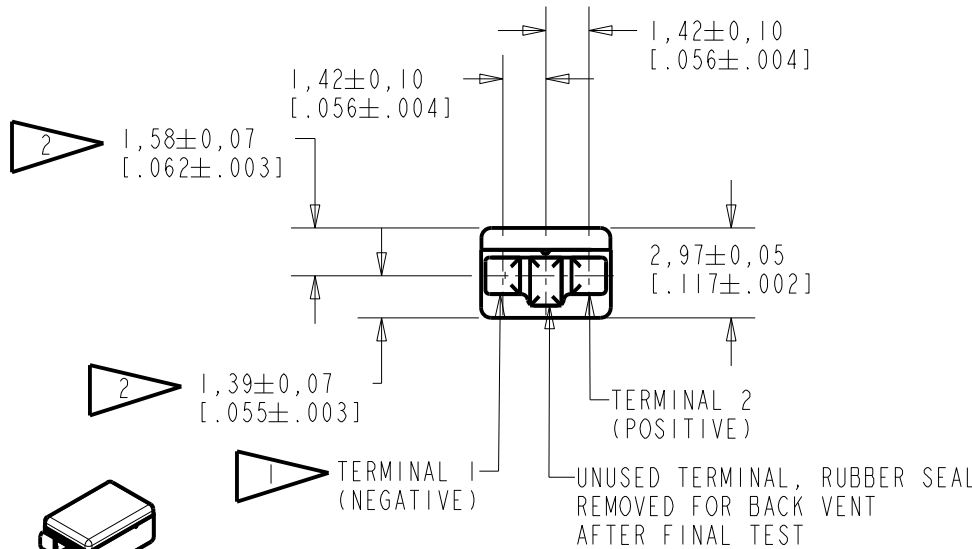 1,42±0,10
[.056±.004]
1,42±0,10
[.056±.004]
2
1,58±0,07
[.062±.003]
2,97±0,05
[.117±.002]
2
1,39±0,07
[.055±.003]
TERMINAL 2
(POSITIVE)
1
TERMINAL 1
(NEGATIVE)
UNUSED TERMINAL, RUBBER SEAL
REMOVED FOR BACK VENT
AFTER FINAL TEST